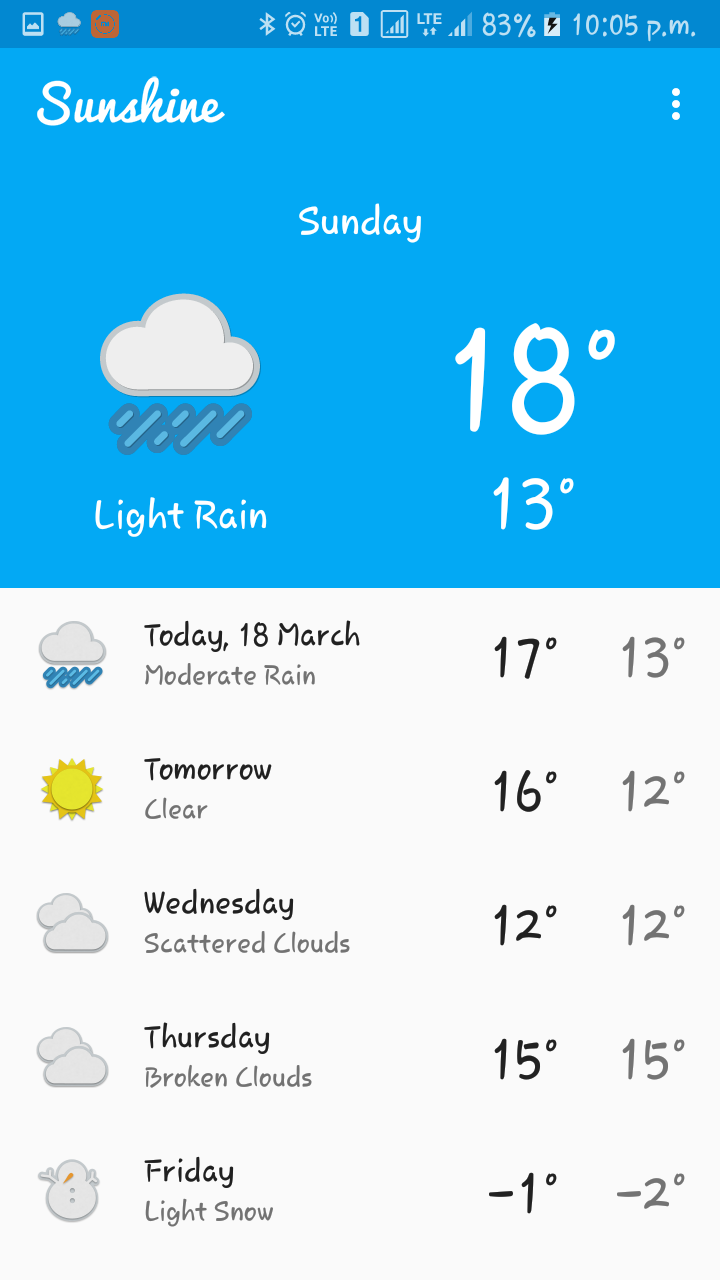 Vo)) LTE 1 LTE 83% 10:05 p.m.
Sunshine
Sunday
18°
13°
Light Rain
Today, 18 March
Moderate Rain
17° 13°
Tomorrow
Clear
16° 12°
Wednesday
Scattered Clouds
12° 12°
Thursday
Broken Clouds
15° 15°
Friday
Light Snow
-1° -2°